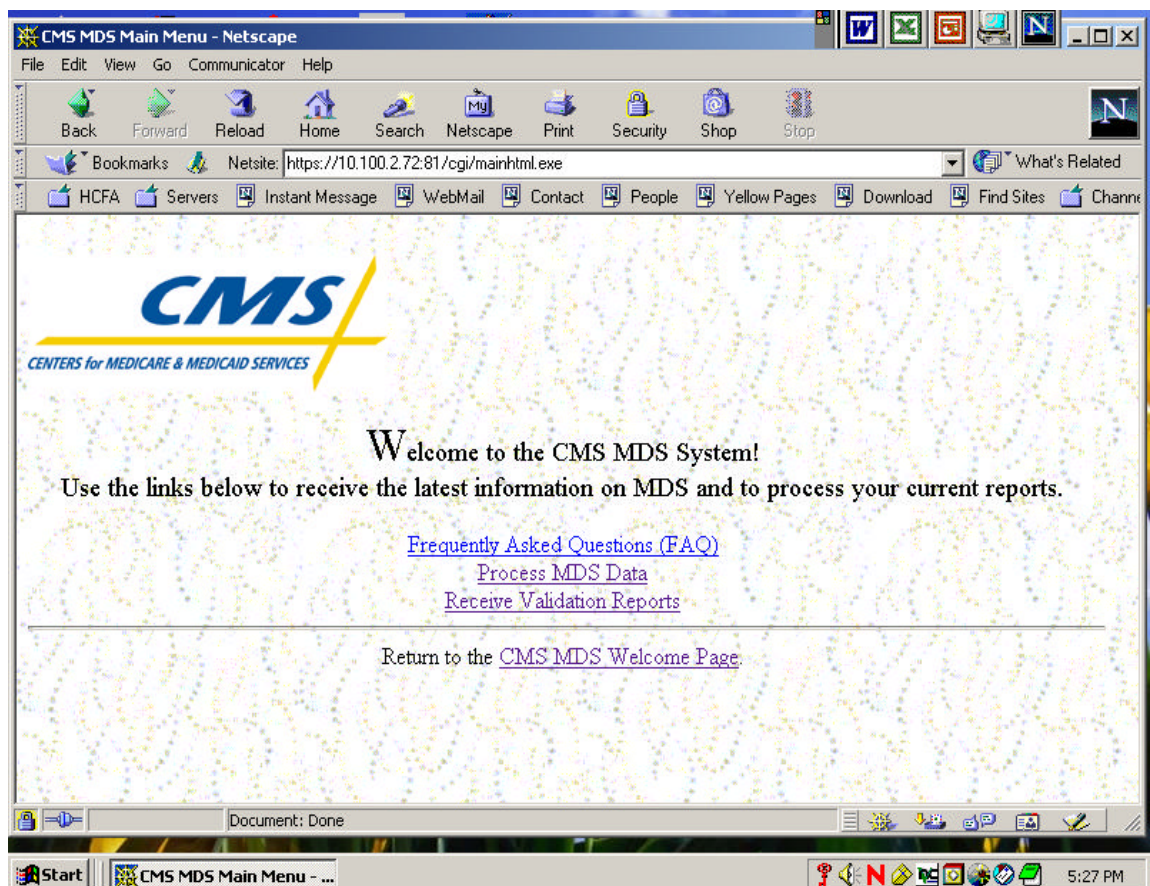 CMS MDS Main Menu - Netscape
File Edit View Go Communicator Help
Back Forward Reload Home Search Netscape Print Security Shop Stop
Bookmarks Netsite: https://10.100.2.72:81/cgi/mainhtml.exe What's Related
HCFA Servers Instant Message WebMail Contact People Yellow Pages Download Find Sites Channe
CMS
CENTERS for MEDICARE & MEDICAID SERVICES
Welcome to the CMS MDS System!
Use the links below to receive the latest information on MDS and to process your current reports.
Frequently Asked Questions (FAQ)
Process MDS Data
Receive Validation Reports
Return to the CMS MDS Welcome Page.
Document: Done
Start CMS MDS Main Menu - ... 5:27 PM